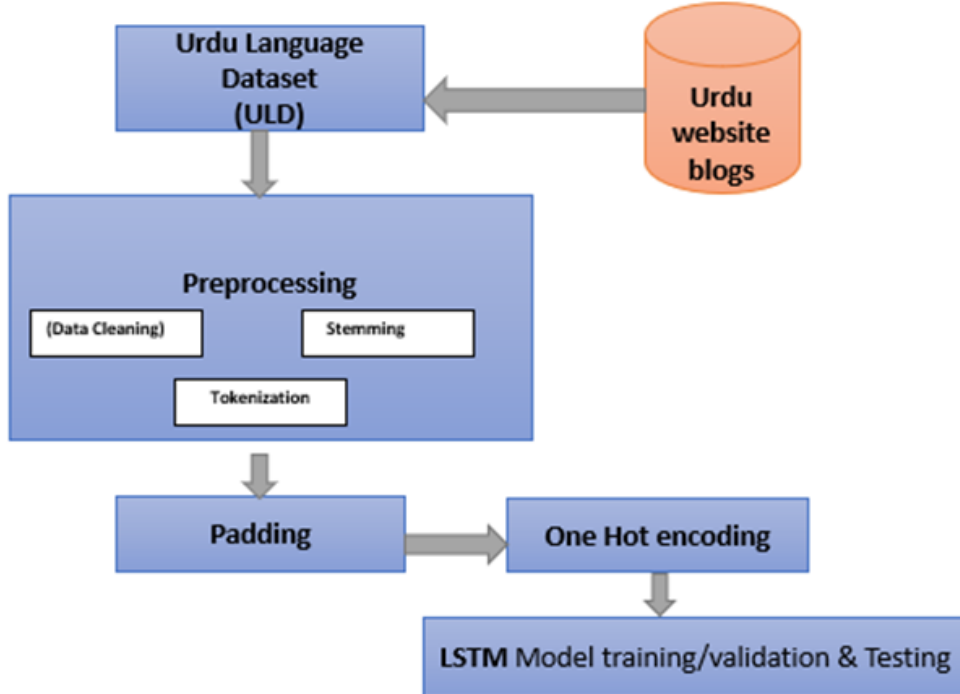 Urdu Language
Dataset
(ULD)
Urdu
website
blogs
Preprocessing
(Data Cleaning)
Stemming
Tokenization
Padding
One Hot encoding
LSTM Model training/validation & Testing